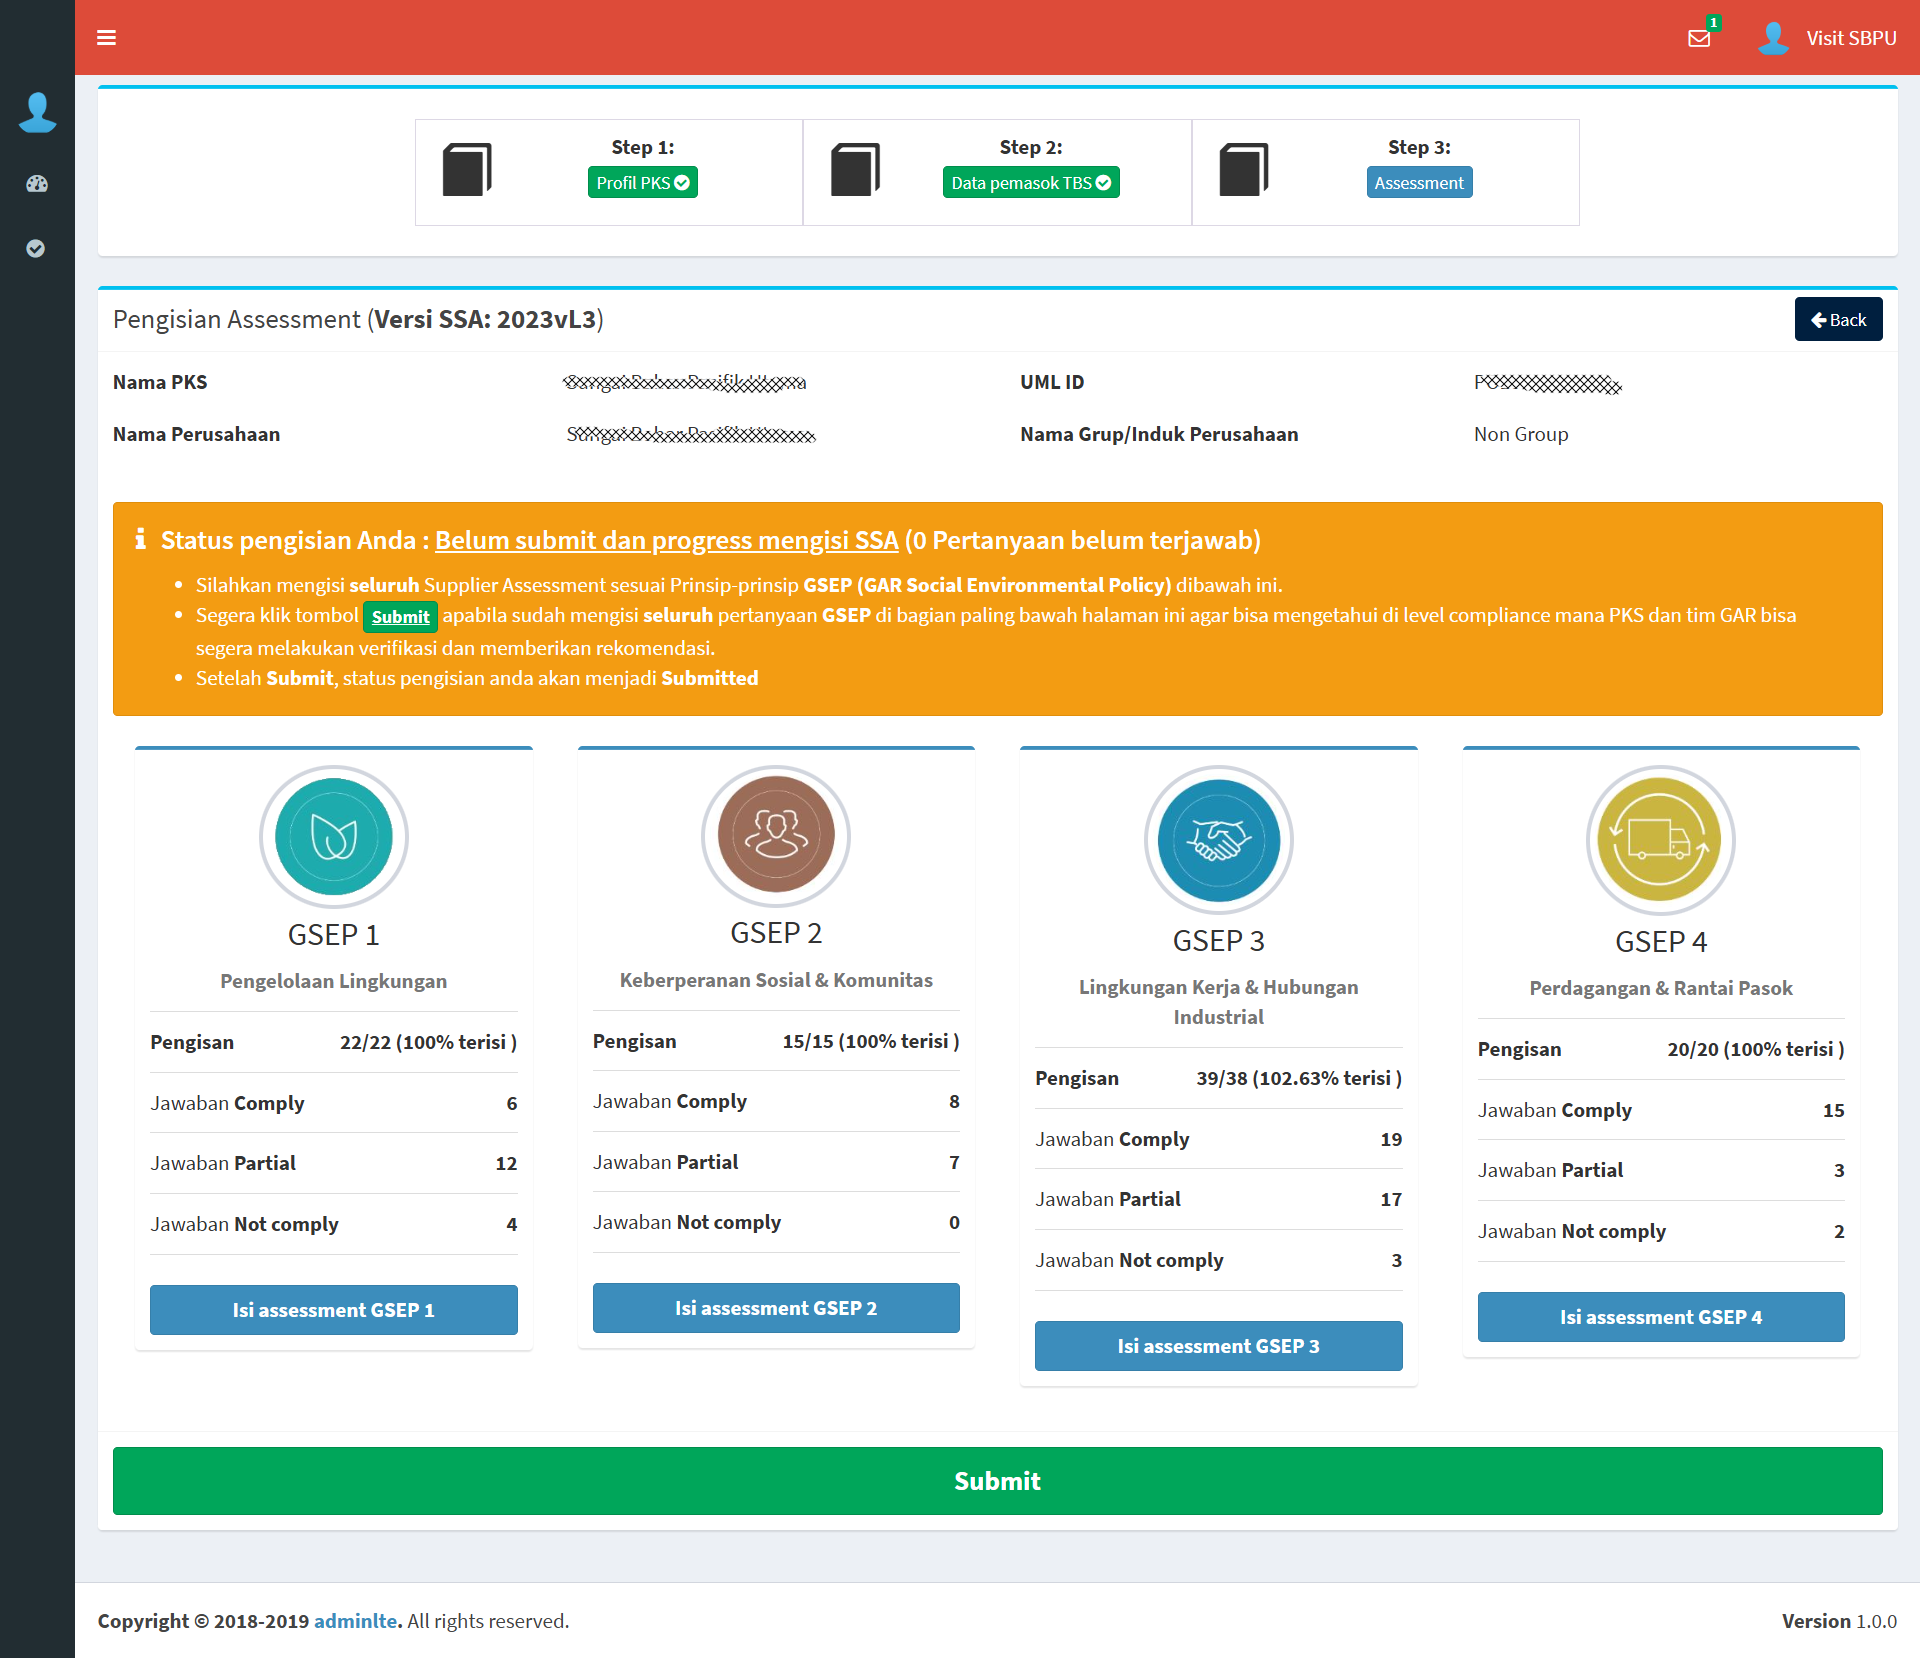 1
Visit SBPU
Step 1:
Profil PKS
Step 2:
Data pemasok TBS
Step 3:
Assessment
Pengisian Assessment (Versi SSA: 2023vL3)
Back
Nama PKS
UML ID
Nama Perusahaan
Nama Grup/Induk Perusahaan
Non Group
Status pengisian Anda : Belum submit dan progress mengisi SSA (0 Pertanyaan belum terjawab)
Silahkan mengisi seluruh Supplier Assessment sesuai Prinsip-prinsip GSEP (GAR Social Environmental Policy) dibawah ini.
Segera klik tombol Submit apabila sudah mengisi seluruh pertanyaan GSEP di bagian paling bawah halaman ini agar bisa mengetahui di level compliance mana PKS dan tim GAR bisa
segera melakukan verifikasi dan memberikan rekomendasi.
Setelah Submit, status pengisian anda akan menjadi Submitted
GSEP 1
Pengelolaan Lingkungan
Pengisan 22/22 (100% terisi )
Jawaban Comply 6
Jawaban Partial 12
Jawaban Not comply 4
Isi assessment GSEP 1
GSEP 2
Keberperanan Sosial & Komunitas
Pengisan 15/15 (100% terisi )
Jawaban Comply 8
Jawaban Partial 7
Jawaban Not comply 0
Isi assessment GSEP 2
GSEP 3
Lingkungan Kerja & Hubungan
Industrial
Pengisan 39/38 (102.63% terisi )
Jawaban Comply 19
Jawaban Partial 17
Jawaban Not comply 3
Isi assessment GSEP 3
GSEP 4
Perdagangan & Rantai Pasok
Pengisan 20/20 (100% terisi )
Jawaban Comply 15
Jawaban Partial 3
Jawaban Not comply 2
Isi assessment GSEP 4
Submit
Copyright © 2018-2019 adminlte. All rights reserved.
Version 1.0.0